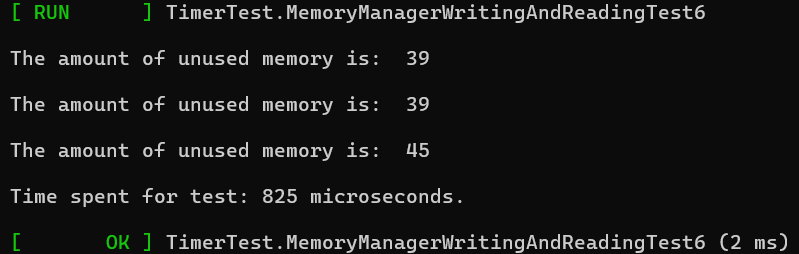 [ RUN      ] TimerTest.MemoryManagerWritingAndReadingTest6
The amount of unused memory is:  39
The amount of unused memory is:  39
The amount of unused memory is:  45
Time spent for test: 825 microseconds.
[       OK ] TimerTest.MemoryManagerWritingAndReadingTest6 (2 ms)